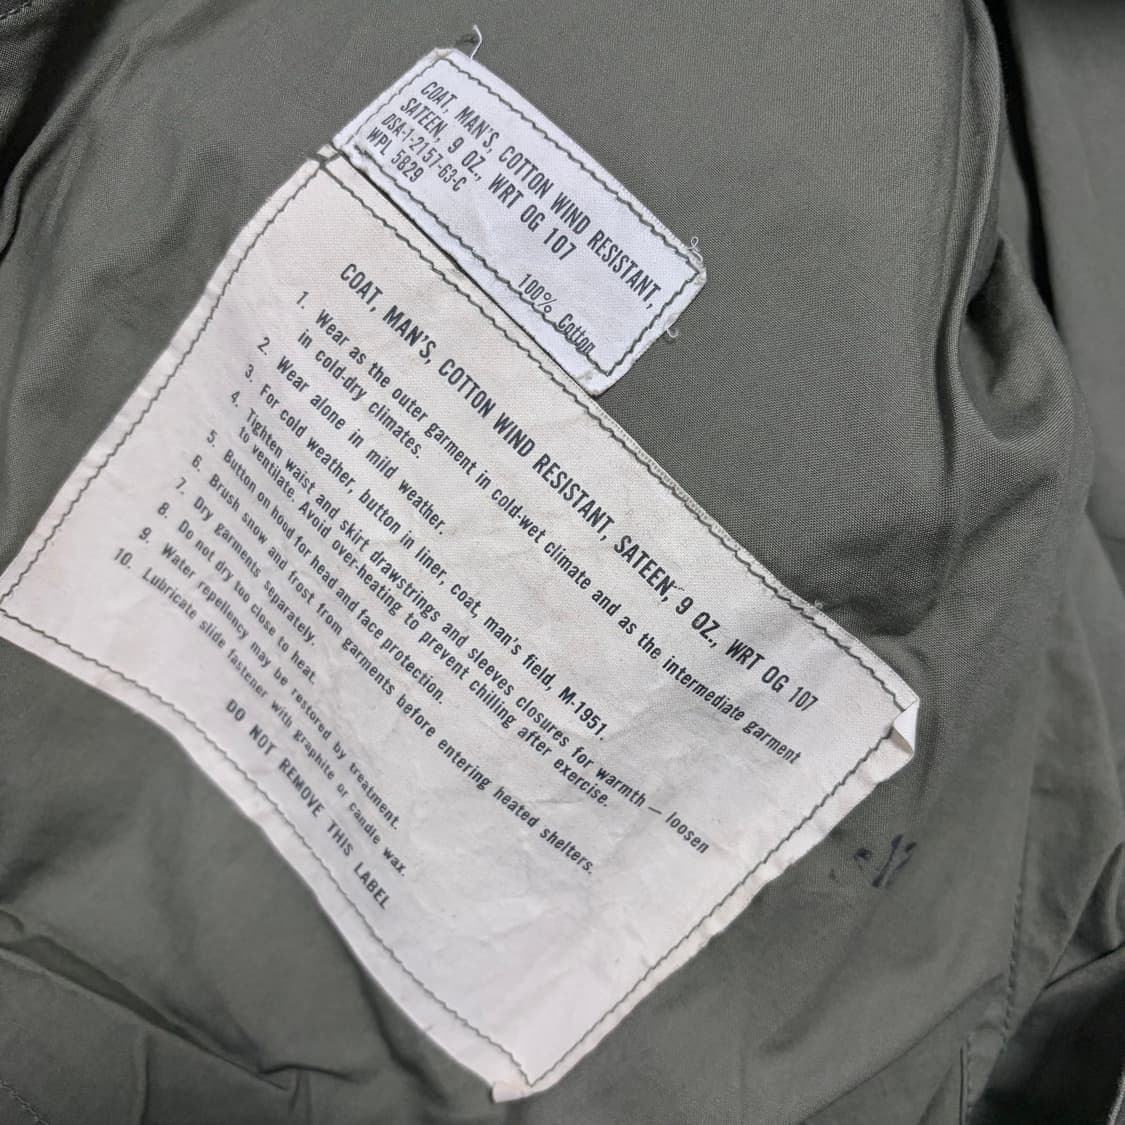 COAT, MAN'S, COTTON WIND RESISTANT,
SATEEN, 9 OZ., WRT OG 107
DSA-1-2157-63-C
WPL 5829
100% Cotton
COAT, MAN'S, COTTON WIND RESISTANT, SATEEN, 9 OZ., WRT OG 107
1. Wear as the outer garment in cold-wet climate and as the intermediate garment
in cold-dry climates.
2. Wear alone in mild weather.
3. For cold weather, button in liner, coat, man's field, M-1951.
4. Tighten waist and skirt drawstrings and sleeves closures for warmth — loosen
to ventilate. Avoid over-heating to prevent chilling after exercise.
5. Button on hood for head and face protection.
6. Brush snow and frost from garments before entering heated shelters.
7. Dry garments separately.
8. Do not dry too close to heat.
9. Water repellency may be restored by treatment.
10. Lubricate slide fastener with graphite or candle wax.
DO NOT REMOVE THIS LABEL